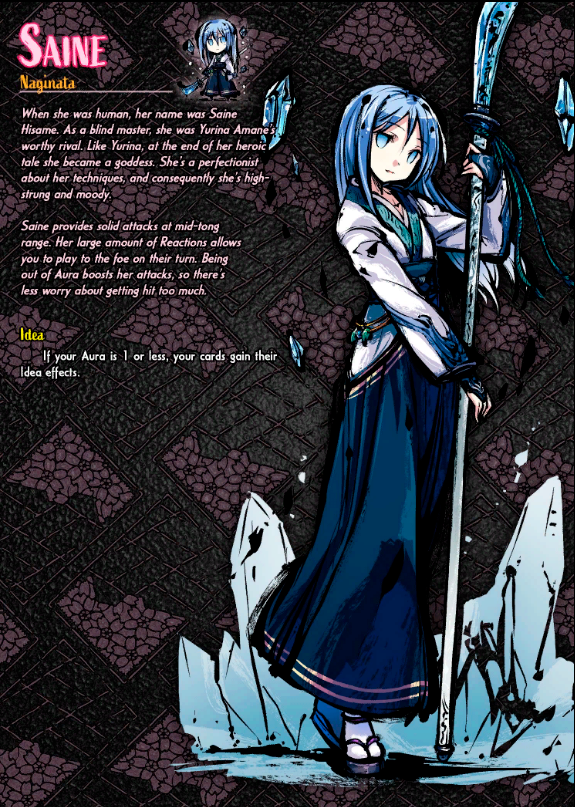 Saine
Naginata
When she was human, her name was Saine
Hisame. As a blind master, she was Yurina Amane's
worthy rival. Like Yurina, at the end of her heroic
tale she became a goddess. She's a perfectionist
about her techniques, and consequently she's high-
strung and moody.
Saine provides solid attacks at mid-tong
range. Her large amount of Reactions allows
you to play to the foe on their turn. Being
out of Aura boosts her attacks, so there's
less worry about getting hit too much.
Idea
If your Aura is 1 or less, your cards gain their
Idea effects.